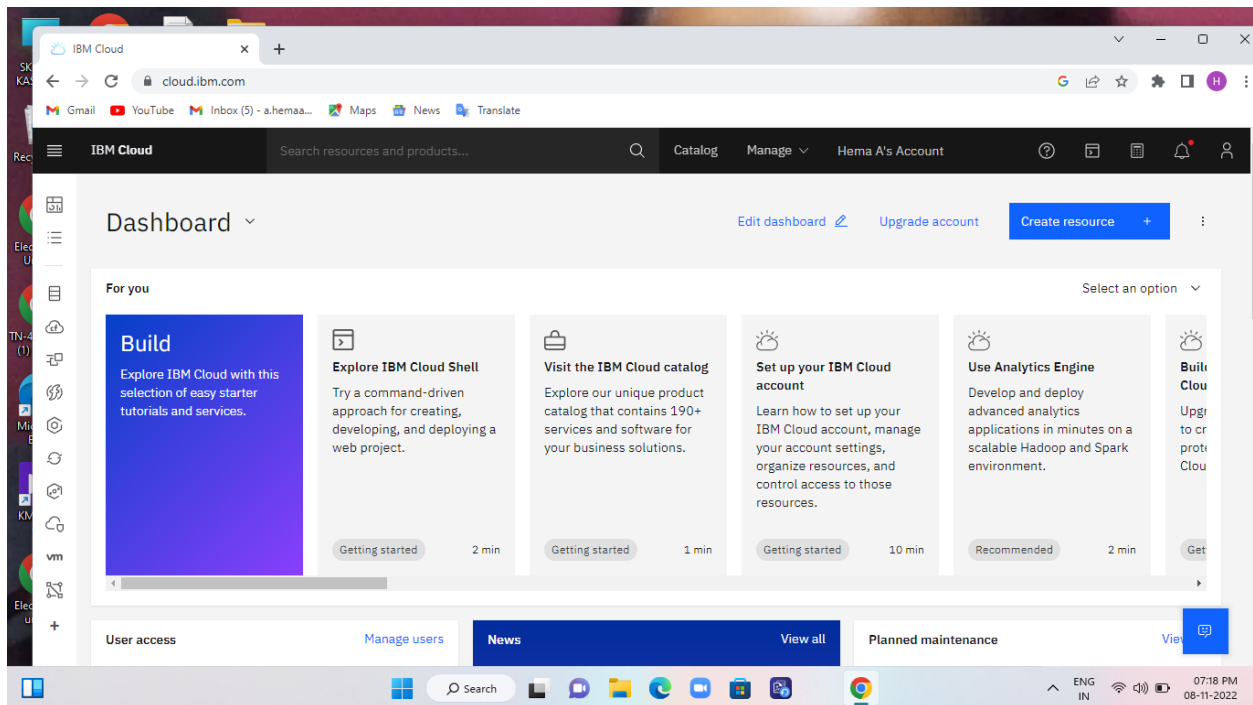 IBM Cloud
cloud.ibm.com
Gmail YouTube Inbox (5) - a.hemaa... Maps News Translate
IBM Cloud Search resources and products... Catalog Manage Hema A's Account
Dashboard Edit dashboard Upgrade account Create resource +
For you Select an option
Build
Explore IBM Cloud with this
selection of easy starter
tutorials and services.
Explore IBM Cloud Shell
Try a command-driven
approach for creating,
developing, and deploying a
web project.
Getting started 2 min
Visit the IBM Cloud catalog
Explore our unique product
catalog that contains 190+
services and software for
your business solutions.
Getting started 1 min
Set up your IBM Cloud
account
Learn how to set up your
IBM Cloud account, manage
your account settings,
organize resources, and
control access to those
resources.
Getting started 10 min
Use Analytics Engine
Develop and deploy
advanced analytics
applications in minutes on a
scalable Hadoop and Spark
environment.
Recommended 2 min
vm
User access Manage users
News View all
Planned maintenance
Search
ENG
IN
07:18 PM
08-11-2022